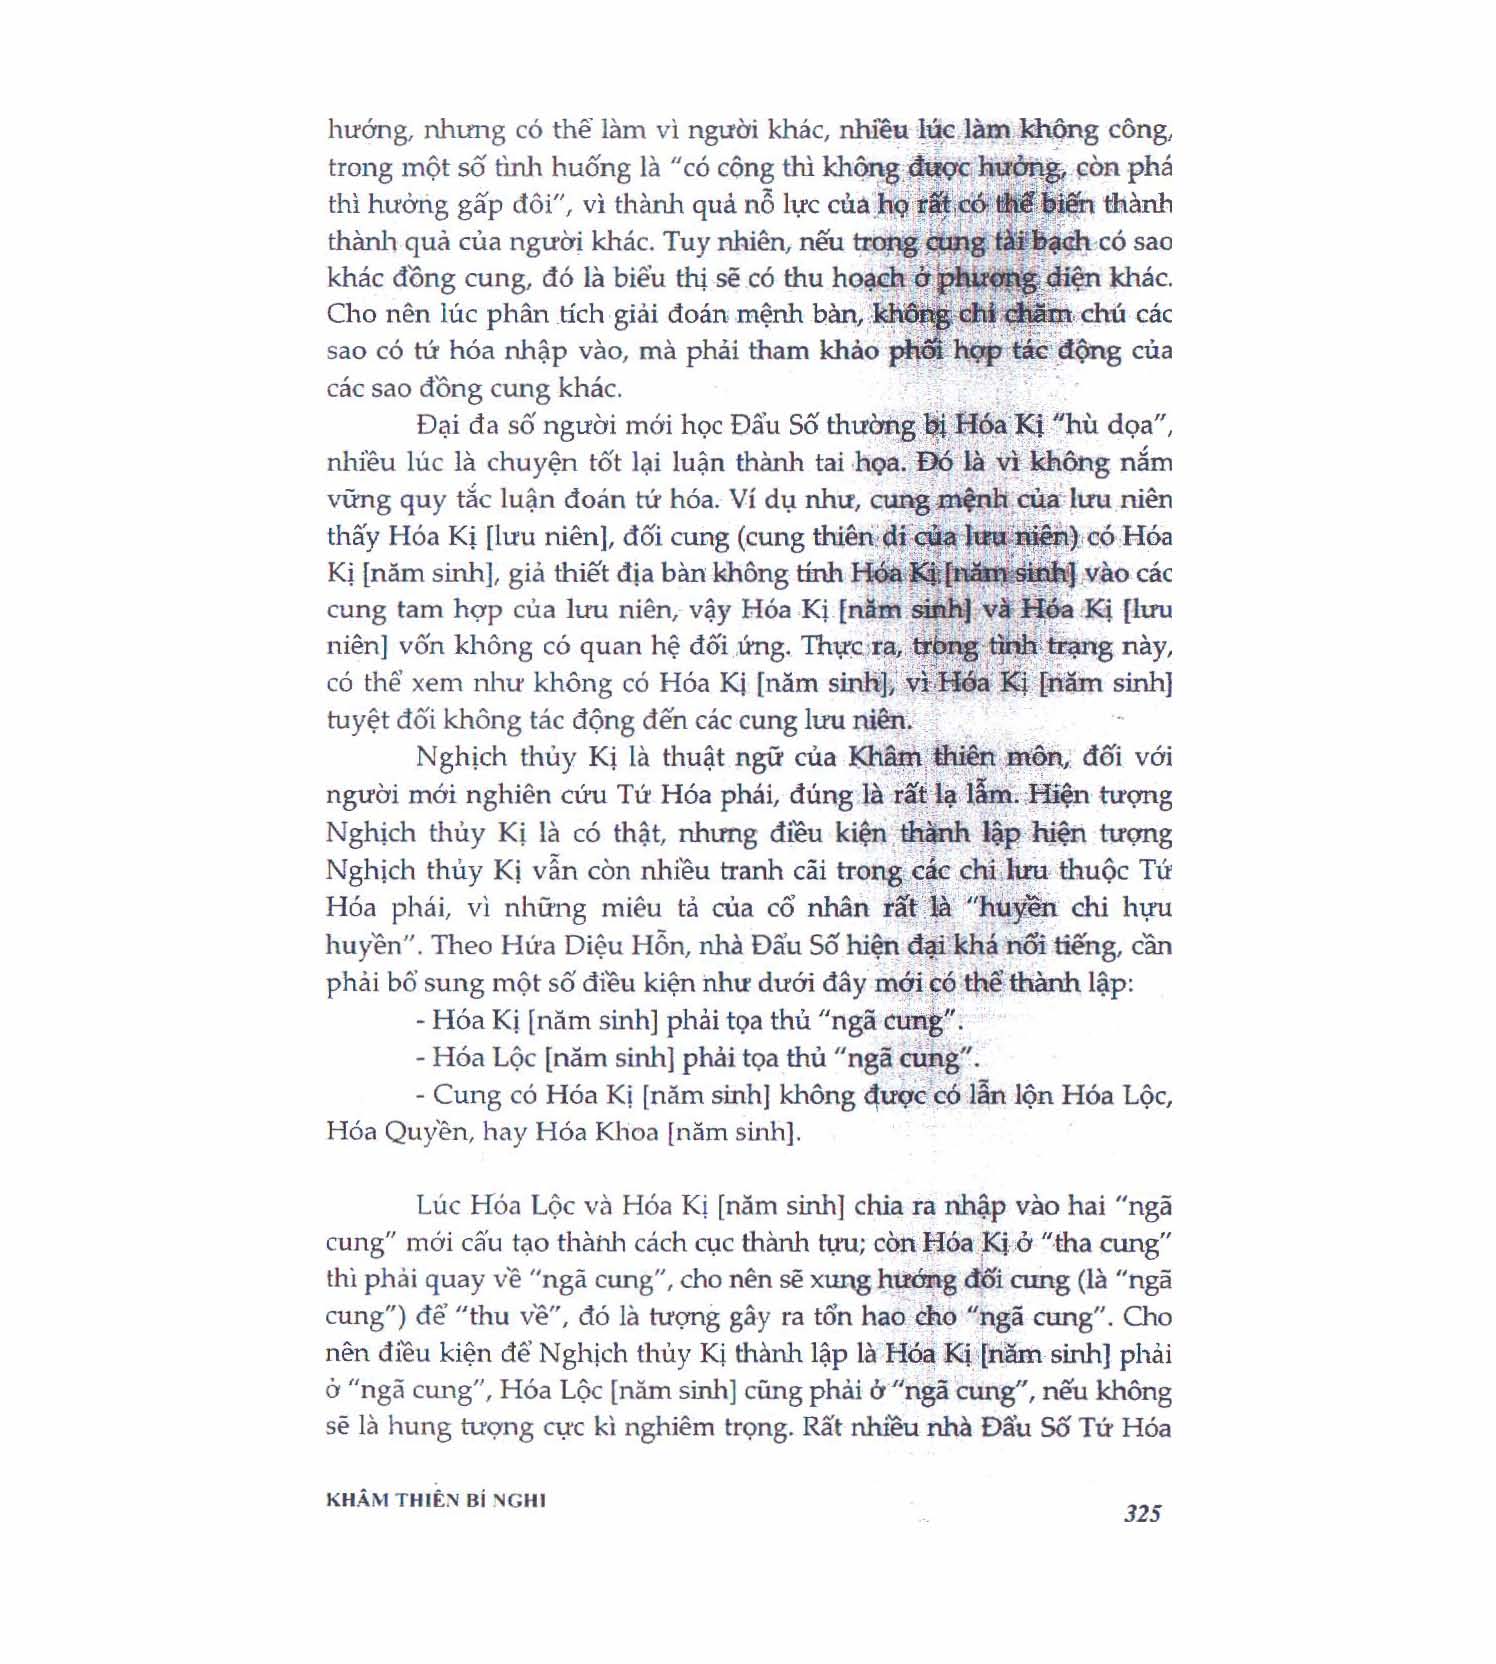 hướng, nhưng có thể làm vì người khác, nhiều lúc làm không công,
trong một số tình huống là "có công thì không được hưởng, còn phá
thì hưởng gấp đôi", vì thành quả nỗ lực của họ rất có thể biến thành
thành quả của người khác. Tuy nhiên, nếu trong cung tài bạch có sao
khác đồng cung, đó là biểu thị sẽ có thu hoạch ở phương diện khác.
Cho nên lúc phân tích giải đoán mệnh bàn, không chỉ chăm chú các
sao có tứ hóa nhập vào, mà phải tham khảo phối hợp tác động của
các sao đồng cung khác.
Đại đa số người mới học Đẩu Số thường bị Hóa Kị "hù dọa",
nhiều lúc là chuyện tốt lại luận thành tai họa. Đó là vì không nắm
vững quy tắc luận đoán tứ hóa. Ví dụ như, cung mệnh của lưu niên
thấy Hóa Kị [lưu niên], đối cung (cung thiên di của lưu niên) có Hóa
Kị [năm sinh], giả thiết địa bàn không tính Hóa Kị [năm sinh] vào các
cung tam hợp của lưu niên, vậy Hóa Kị [năm sinh] và Hóa Kị [lưu
niên] vốn không có quan hệ đối ứng. Thực ra, trong tình trạng này,
có thể xem như không có Hóa Kị [năm sinh], vì Hóa Kị [năm sinh]
tuyệt đối không tác động đến các cung lưu niên.
Nghịch thủy Kị là thuật ngữ của Khâm thiên môn, đối với
người mới nghiên cứu Tứ Hóa phái, đúng là rất lạ lẫm. Hiện tượng
Nghịch thủy Kị là có thật, nhưng điều kiện thành lập hiện tượng
Nghịch thủy Kị vẫn còn nhiều tranh cãi trong các chi lưu thuộc Tứ
Hóa phái, vì những miêu tả của cổ nhân rất là "huyền chi hựu
huyền". Theo Hứa Diệu Hỗn, nhà Đẩu Số hiện đại khá nổi tiếng, cần
phải bổ sung một số điều kiện như dưới đây mới có thể thành lập:
- Hóa Kị [năm sinh] phải tọa thủ "ngã cung".
- Hóa Lộc [năm sinh] phải tọa thủ "ngã cung".
- Cung có Hóa Kị [năm sinh] không được có lẫn lộn Hóa Lộc,
Hóa Quyền, hay Hóa Khoa [năm sinh].
Lúc Hóa Lộc và Hóa Kị [năm sinh] chia ra nhập vào hai "ngã
cung" mới cấu tạo thành cách cục thành tựu; còn Hóa Kị ở "tha cung"
thì phải quay về "ngã cung", cho nên sẽ xung hướng đối cung (là "ngã
cung") để "thu về", đó là tượng gây ra tổn hao cho "ngã cung". Cho
nên điều kiện để Nghịch thủy Kị thành lập là Hóa Kị [năm sinh] phải
ở "ngã cung", Hóa Lộc [năm sinh] cũng phải ở "ngã cung", nếu không
sẽ là hung tượng cực kì nghiêm trọng. Rất nhiều nhà Đẩu Số Tứ Hóa
KHÂM THIÊN BÍ NGHI
325